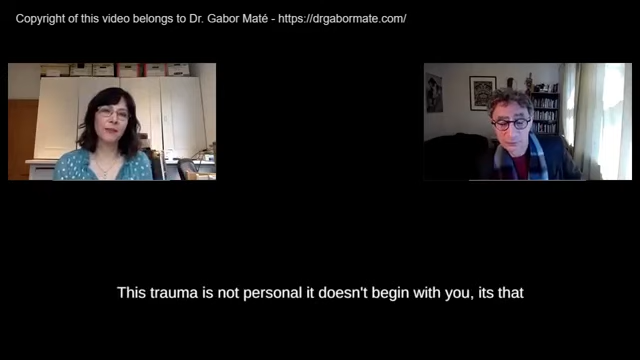 Copyright of this video belongs to Dr. Gabor Maté - https://drgabormate.com/
This trauma is not personal it doesn't begin with you, its that